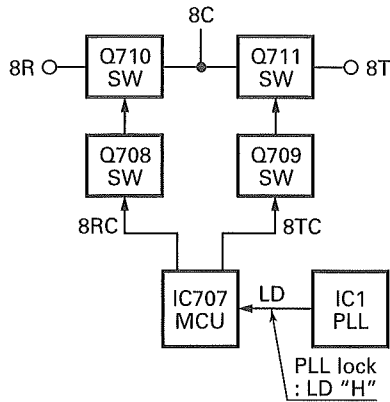 8C
8R
Q710
SW
Q711
SW
8T
Q708
SW
Q709
SW
8RC
8TC
IC707
MCU
LD
IC1
PLL
PLL lock
: LD "H"